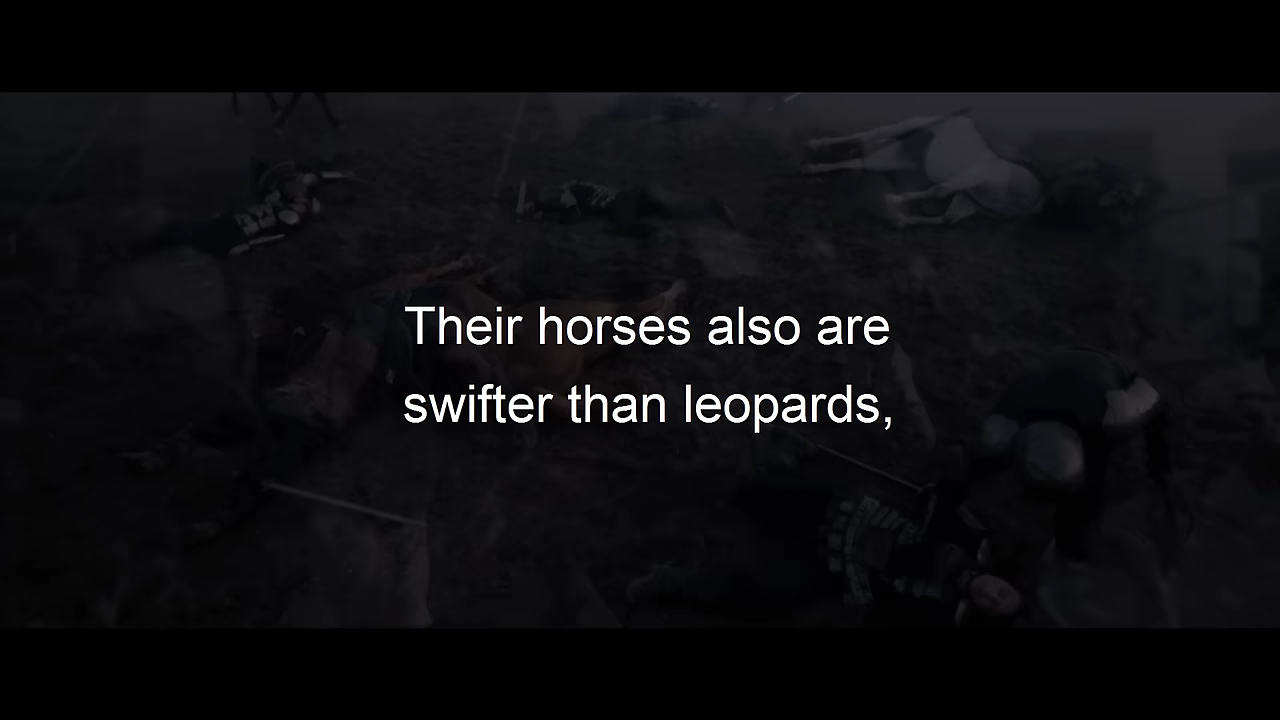 Their horses also are
swifter than leopards,